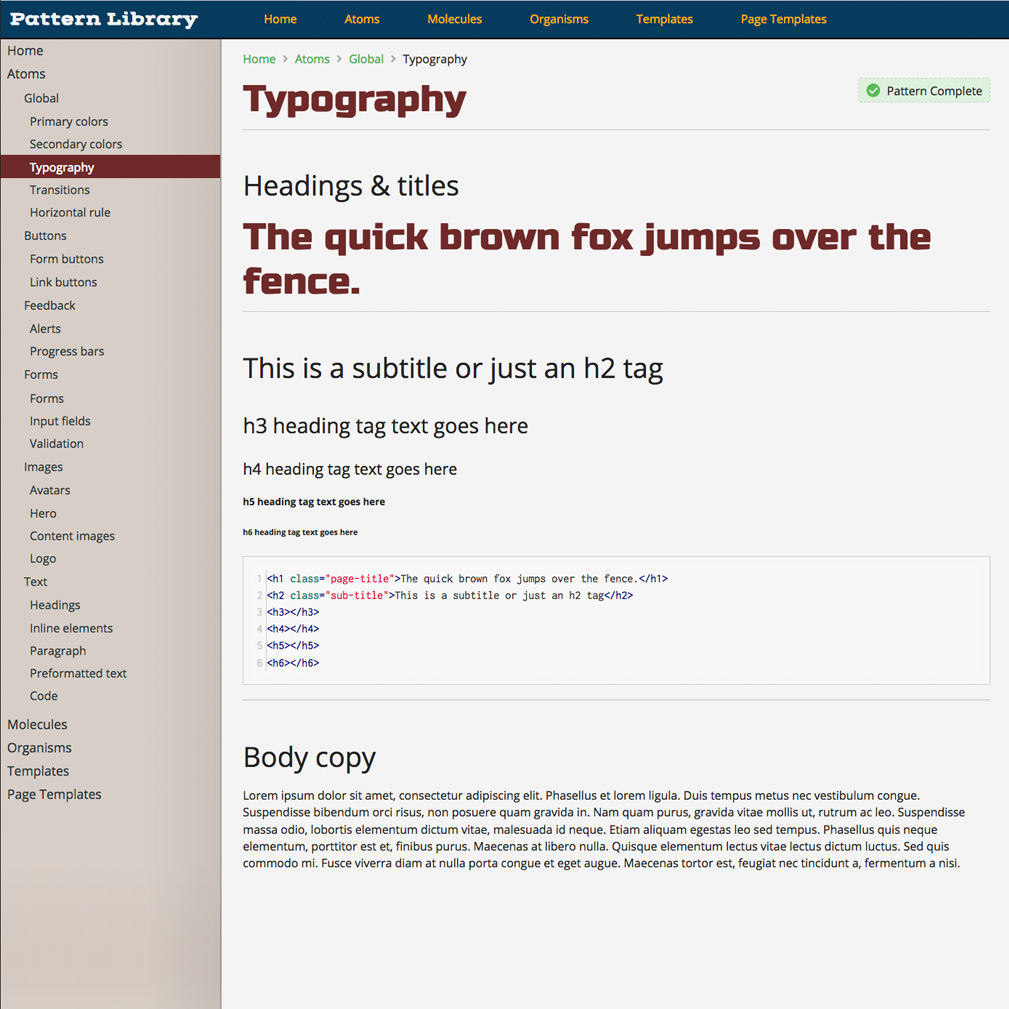 Pattern Library
Home Atoms Molecules Organisms Templates Page Templates
Home
Atoms
Global
Primary colors
Secondary colors
Typography
Transitions
Horizontal rule
Buttons
Form buttons
Link buttons
Feedback
Alerts
Progress bars
Forms
Forms
Input fields
Validation
Images
Avatars
Hero
Content images
Logo
Text
Headings
Inline elements
Paragraph
Preformatted text
Code
Molecules
Organisms
Templates
Page Templates
Home > Atoms > Global > Typography
Typography
Pattern Complete
Headings & titles
The quick brown fox jumps over the
fence.
This is a subtitle or just an h2 tag
h3 heading tag text goes here
h4 heading tag text goes here
h5 heading tag text goes here
h6 heading tag text goes here
1 <h1 class="page-title">The quick brown fox jumps over the fence.</h1>
2 <h2 class="sub-title">This is a subtitle or just an h2 tag</h2>
3 <h3></h3>
4 <h4></h4>
5 <h5></h5>
6 <h6></h6>
Body copy
Lorem ipsum dolor sit amet, consectetur adipiscing elit. Phasellus et lorem ligula. Duis tempus metus nec vestibulum congue.
Suspendisse bibendum orci risus, non posuere quam gravida in. Nam quam purus, gravida vitae mollis ut, rutrum ac leo. Suspendisse
massa odio, lobortis elementum dictum vitae, malesuada id neque. Etiam aliquam egestas leo sed tempus. Phasellus quis neque
elementum, porttitor est et, finibus purus. Maecenas at libero nulla. Quisque elementum lectus vitae lectus dictum luctus. Sed quis
commodo mi. Fusce viverra diam at nulla porta congue et eget augue. Maecenas tortor est, feugiat nec tincidunt a, fermentum a nisi.